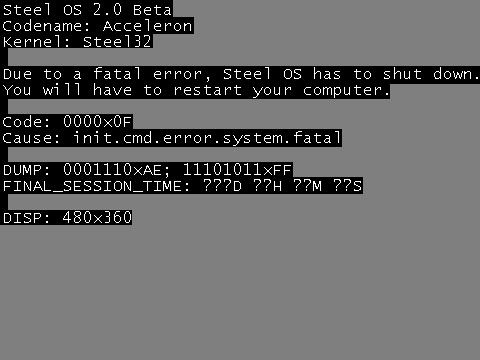 Steel OS 2.0 Beta
Codename: Acceleron
Kernel: Steel32
Due to a fatal error, Steel OS has to shut down.
You will have to restart your computer.
Code: 0000x0F
Cause: init.cmd.error.system.fatal
DUMP: 0001110xAE; 11101011xFF
FINAL_SESSION_TIME: ???D ??H ??M ??S
DISP: 480x360